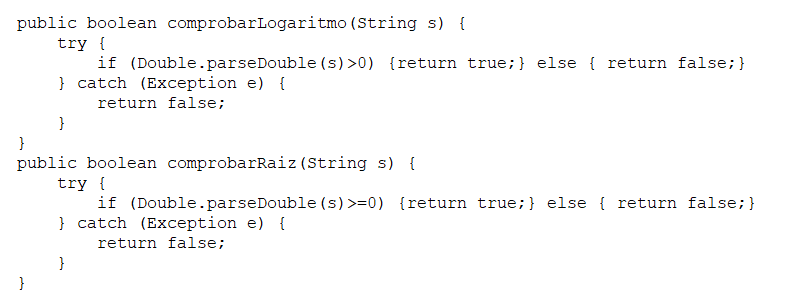 public boolean comprobarLogaritmo(String s) {
    try {
        if (Double.parseDouble(s)>0) {return true;} else { return false;}
    } catch (Exception e) {
        return false;
    }
}
public boolean comprobarRaiz(String s) {
    try {
        if (Double.parseDouble(s)>=0) {return true;} else { return false;}
    } catch (Exception e) {
        return false;
    }
}